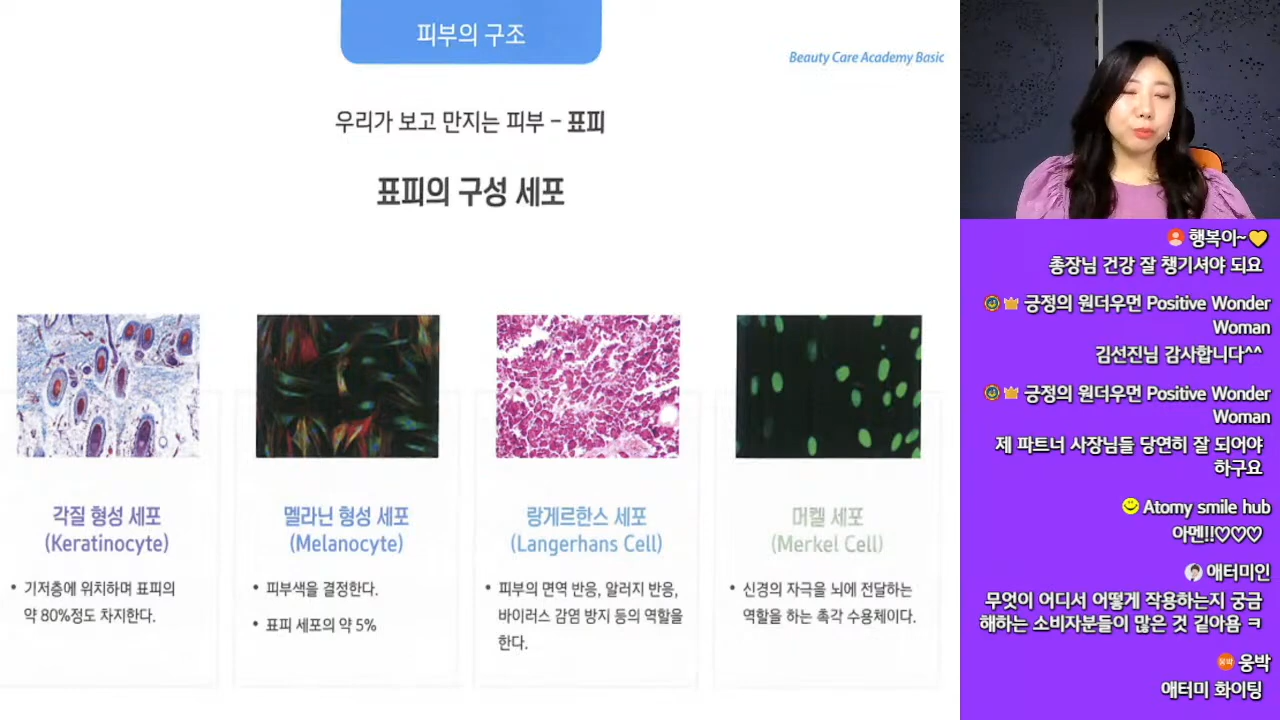 피부의 구조
Beauty Care Academy Basic
우리가 보고 만지는 피부 – 표피
표피의 구성 세포
각질 형성 세포
(Keratinocyte)
• 기저층에 위치하며 표피의
약 80%정도 차지한다.
멜라닌 형성 세포
(Melanocyte)
• 피부색을 결정한다.
• 표피 세포의 약 5%
랑게르한스 세포
(Langerhans Cell)
• 피부의 면역 반응, 알러지 반응,
바이러스 감염 방지 등의 역할을
한다.
머켈 세포
(Merkel Cell)
• 신경의 자극을 뇌에 전달하는
역할을 하는 촉각 수용체이다.
행복이~💛
총장님 건강 잘 챙기셔야 되요
긍정의 원더우먼 Positive Wonder
Woman
김선진님 감사합니다^^
긍정의 원더우먼 Positive Wonder
Woman
제 파트너 사장님들 당연히 잘 되어야
하구요
Atomy smile hub
아멘!!♡♡♡
애터미인
무엇이 어디서 어떻게 작용하는지 궁금
해하는 소비자분들이 많은 것 같아욤 ㅋ
웅박
웅박
애터미 화이팅